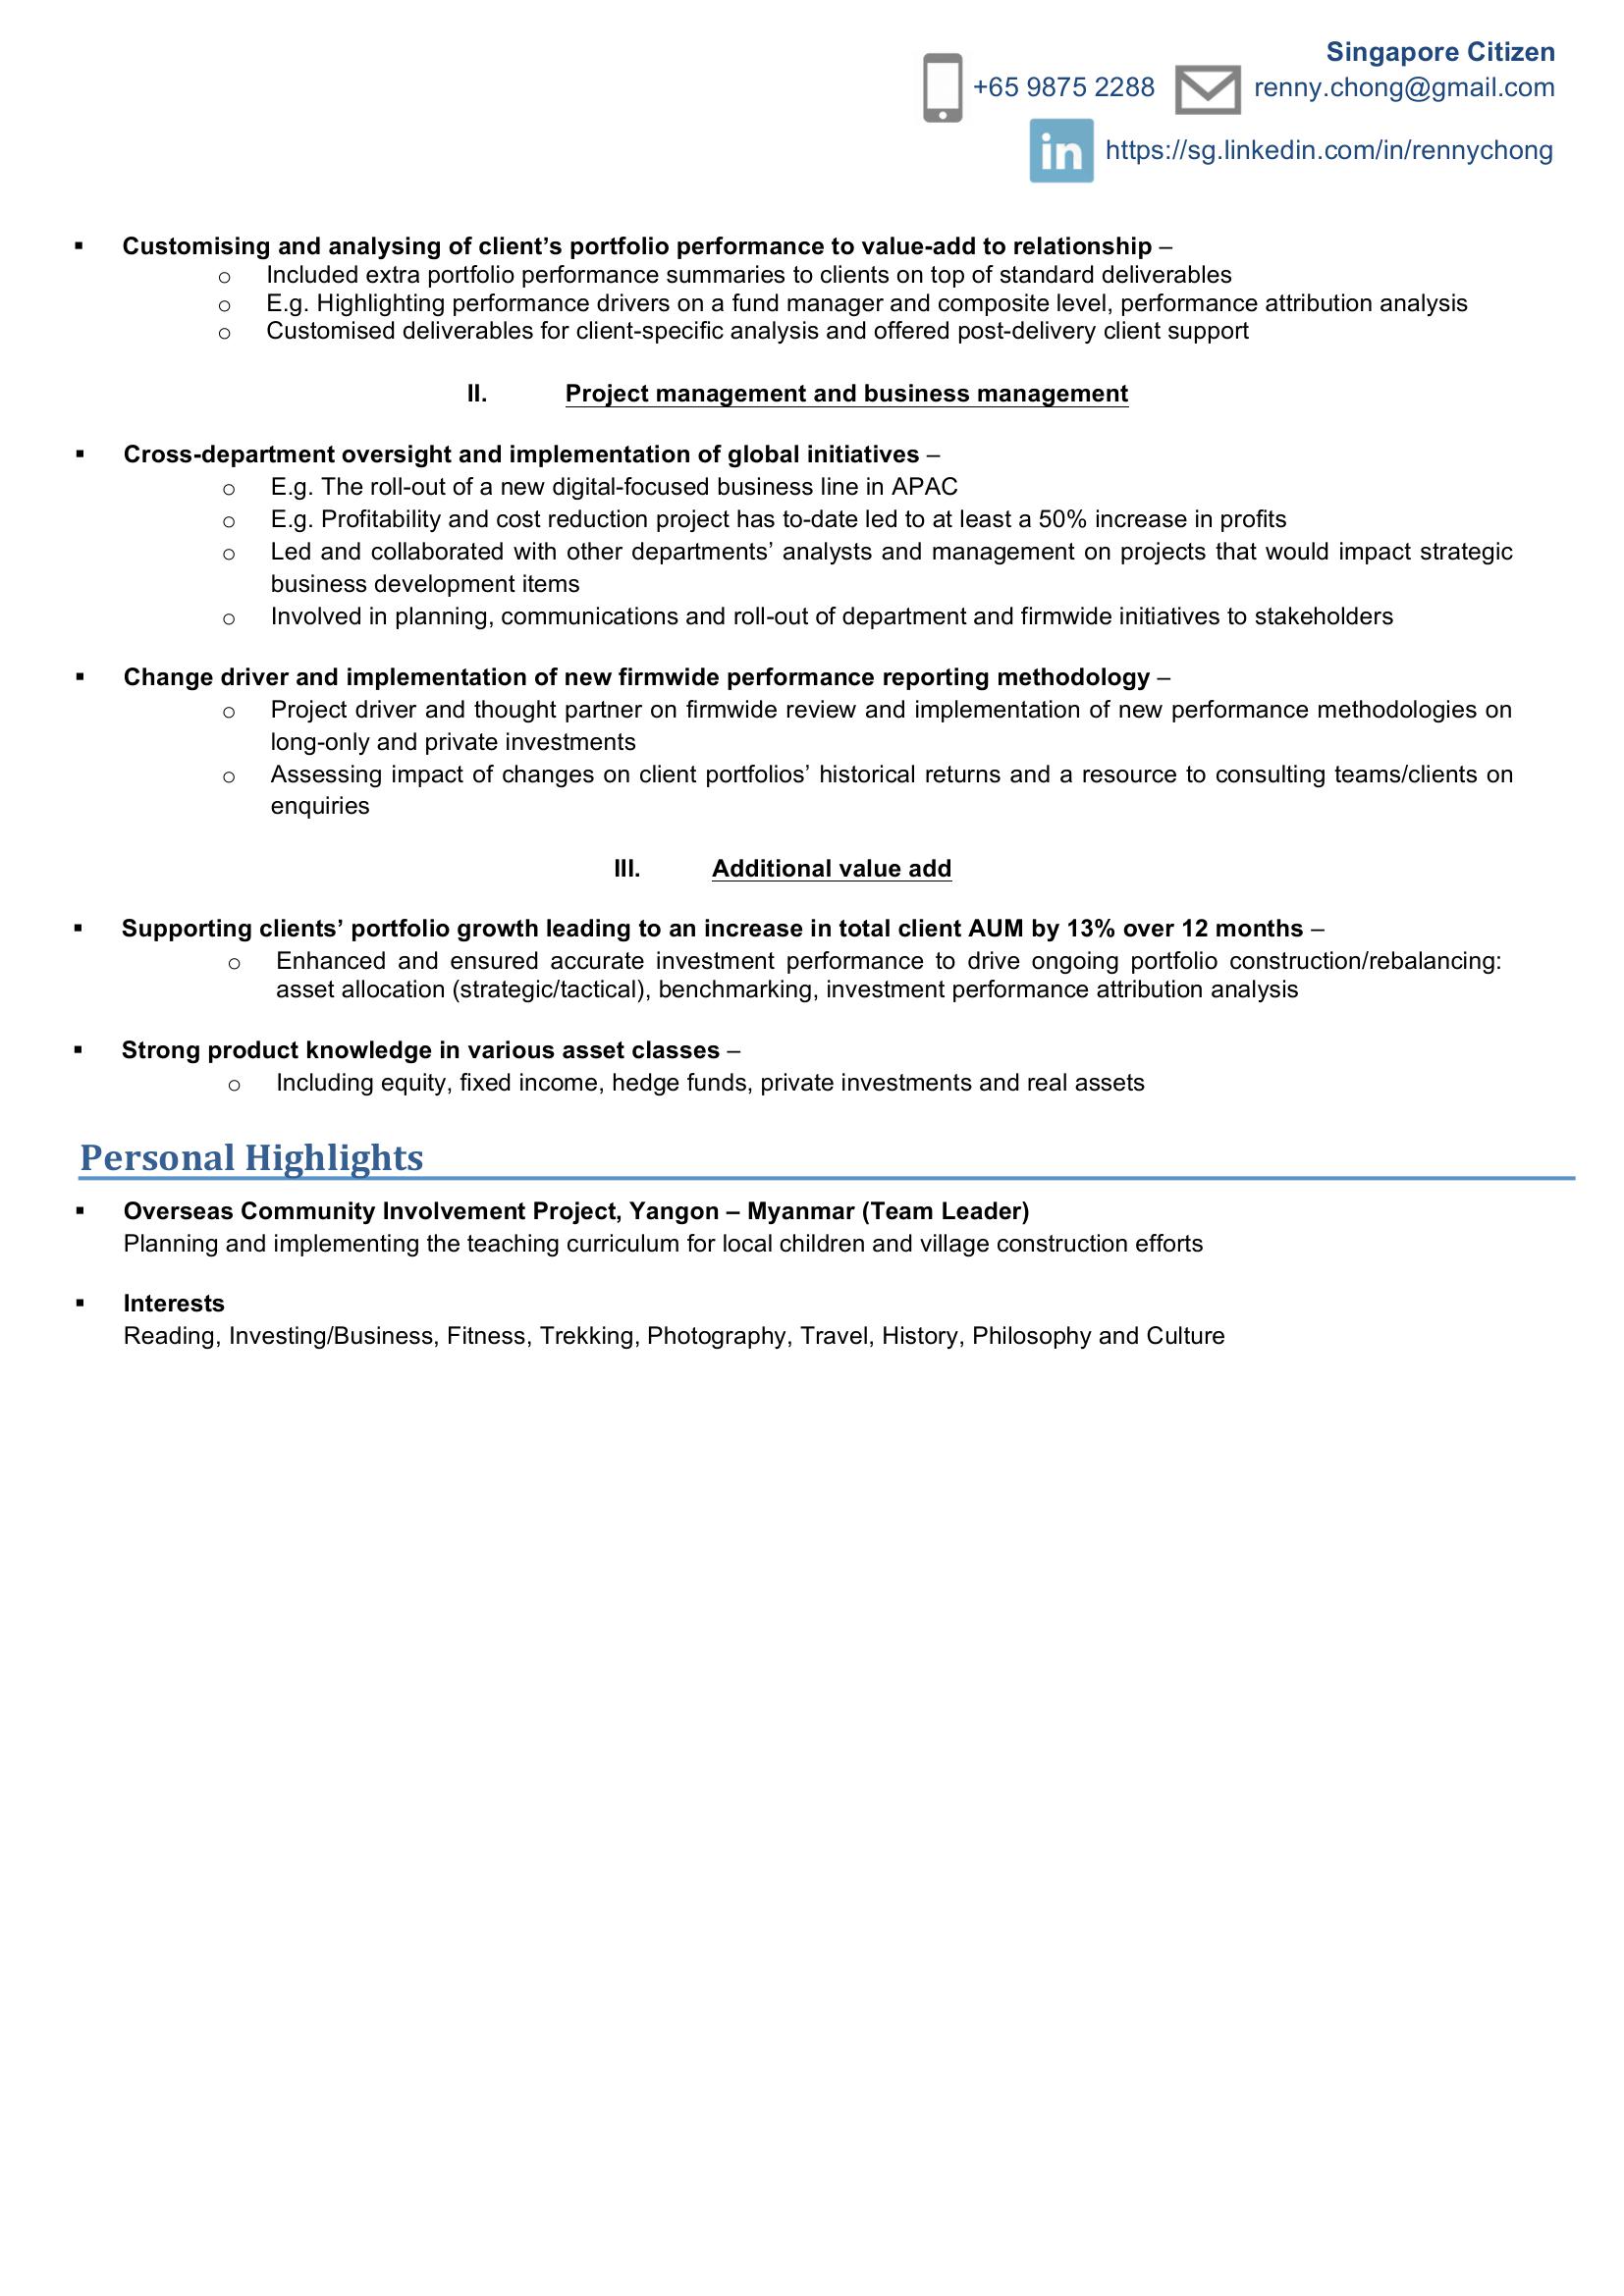 Singapore Citizen
+65 9875 2288 renny.chong@gmail.com
in https://sg.linkedin.com/in/rennychong
▪ Customising and analysing of client’s portfolio performance to value-add to relationship –
o Included extra portfolio performance summaries to clients on top of standard deliverables
o E.g. Highlighting performance drivers on a fund manager and composite level, performance attribution analysis
o Customised deliverables for client-specific analysis and offered post-delivery client support
II. Project management and business management
▪ Cross-department oversight and implementation of global initiatives –
o E.g. The roll-out of a new digital-focused business line in APAC
o E.g. Profitability and cost reduction project has to-date led to at least a 50% increase in profits
o Led and collaborated with other departments’ analysts and management on projects that would impact strategic
business development items
o Involved in planning, communications and roll-out of department and firmwide initiatives to stakeholders
▪ Change driver and implementation of new firmwide performance reporting methodology –
o Project driver and thought partner on firmwide review and implementation of new performance methodologies on
long-only and private investments
o Assessing impact of changes on client portfolios’ historical returns and a resource to consulting teams/clients on
enquiries
III. Additional value add
▪ Supporting clients’ portfolio growth leading to an increase in total client AUM by 13% over 12 months –
o Enhanced and ensured accurate investment performance to drive ongoing portfolio construction/rebalancing:
asset allocation (strategic/tactical), benchmarking, investment performance attribution analysis
▪ Strong product knowledge in various asset classes –
o Including equity, fixed income, hedge funds, private investments and real assets
Personal Highlights
▪ Overseas Community Involvement Project, Yangon – Myanmar (Team Leader)
Planning and implementing the teaching curriculum for local children and village construction efforts
▪ Interests
Reading, Investing/Business, Fitness, Trekking, Photography, Travel, History, Philosophy and Culture